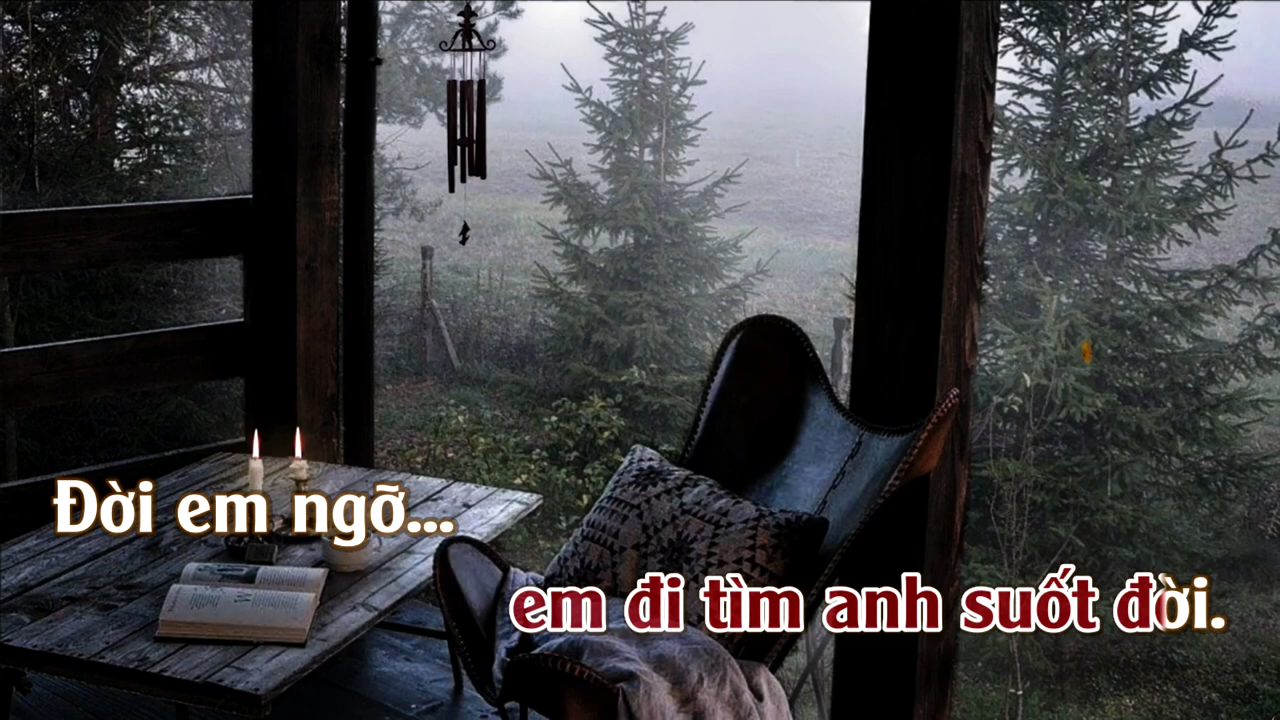 Đời em ngỡ...
em đi tìm anh suốt đời.